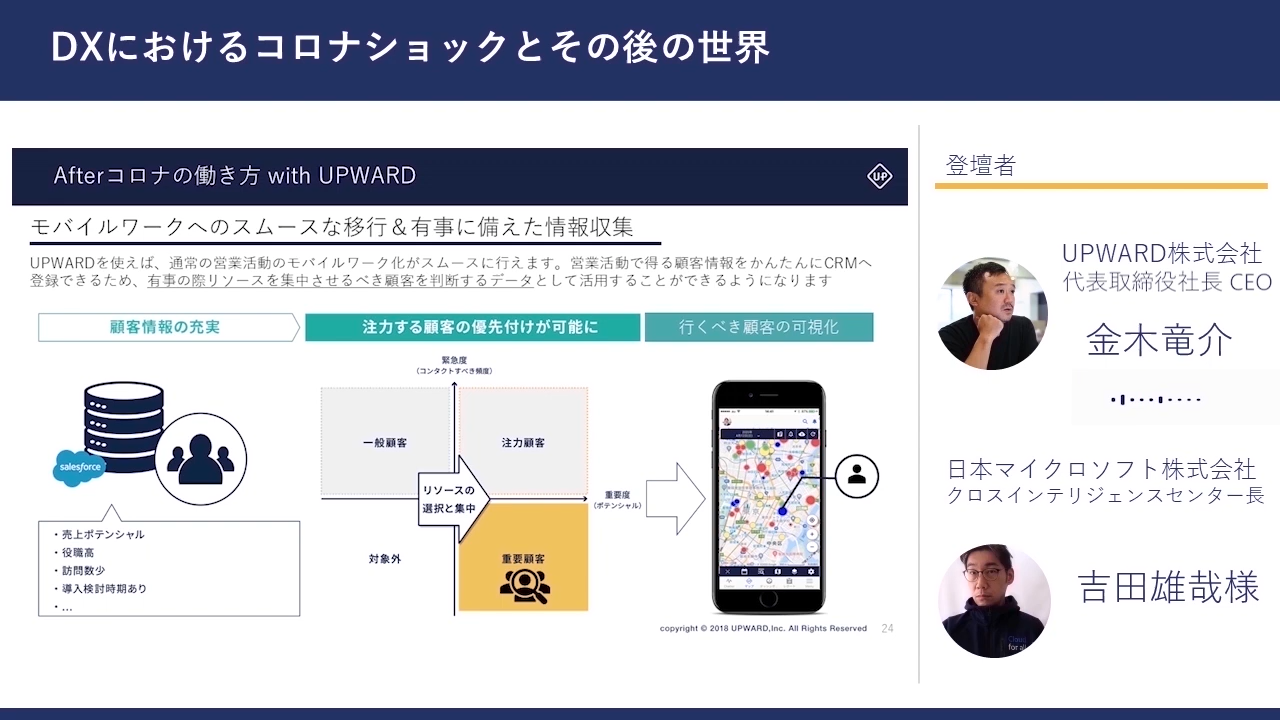 DXにおけるコロナショックとその後の世界
Afterコロナの働き方 with UPWARD
UP
モバイルワークへのスムースな移行＆有事に備えた情報収集
UPWARDを使えば、通常の営業活動のモバイルワーク化がスムースに行えます。営業活動で得る顧客情報をかんたんにCRMへ
登録できるため、有事の際リソースを集中させるべき顧客を判断するデータとして活用することができるようになります
顧客情報の充実
注力する顧客の優先付けが可能に
行くべき顧客の可視化
salesforce
・売上ポテンシャル
・役職高
・訪問数少
・導入検討時期あり
・...
緊急度
（コンタクトすべき頻度）
一般顧客
注力顧客
リソースの
選択と集中
重要度
（ポテンシャル）
対象外
重要顧客
copyright © 2018 UPWARD,Inc. All Rights Reserved
24
登壇者
UPWARD株式会社
代表取締役社長 CEO
金木竜介
日本マイクロソフト株式会社
クロスインテリジェンスセンター長
吉田雄哉様
Cloud
for all